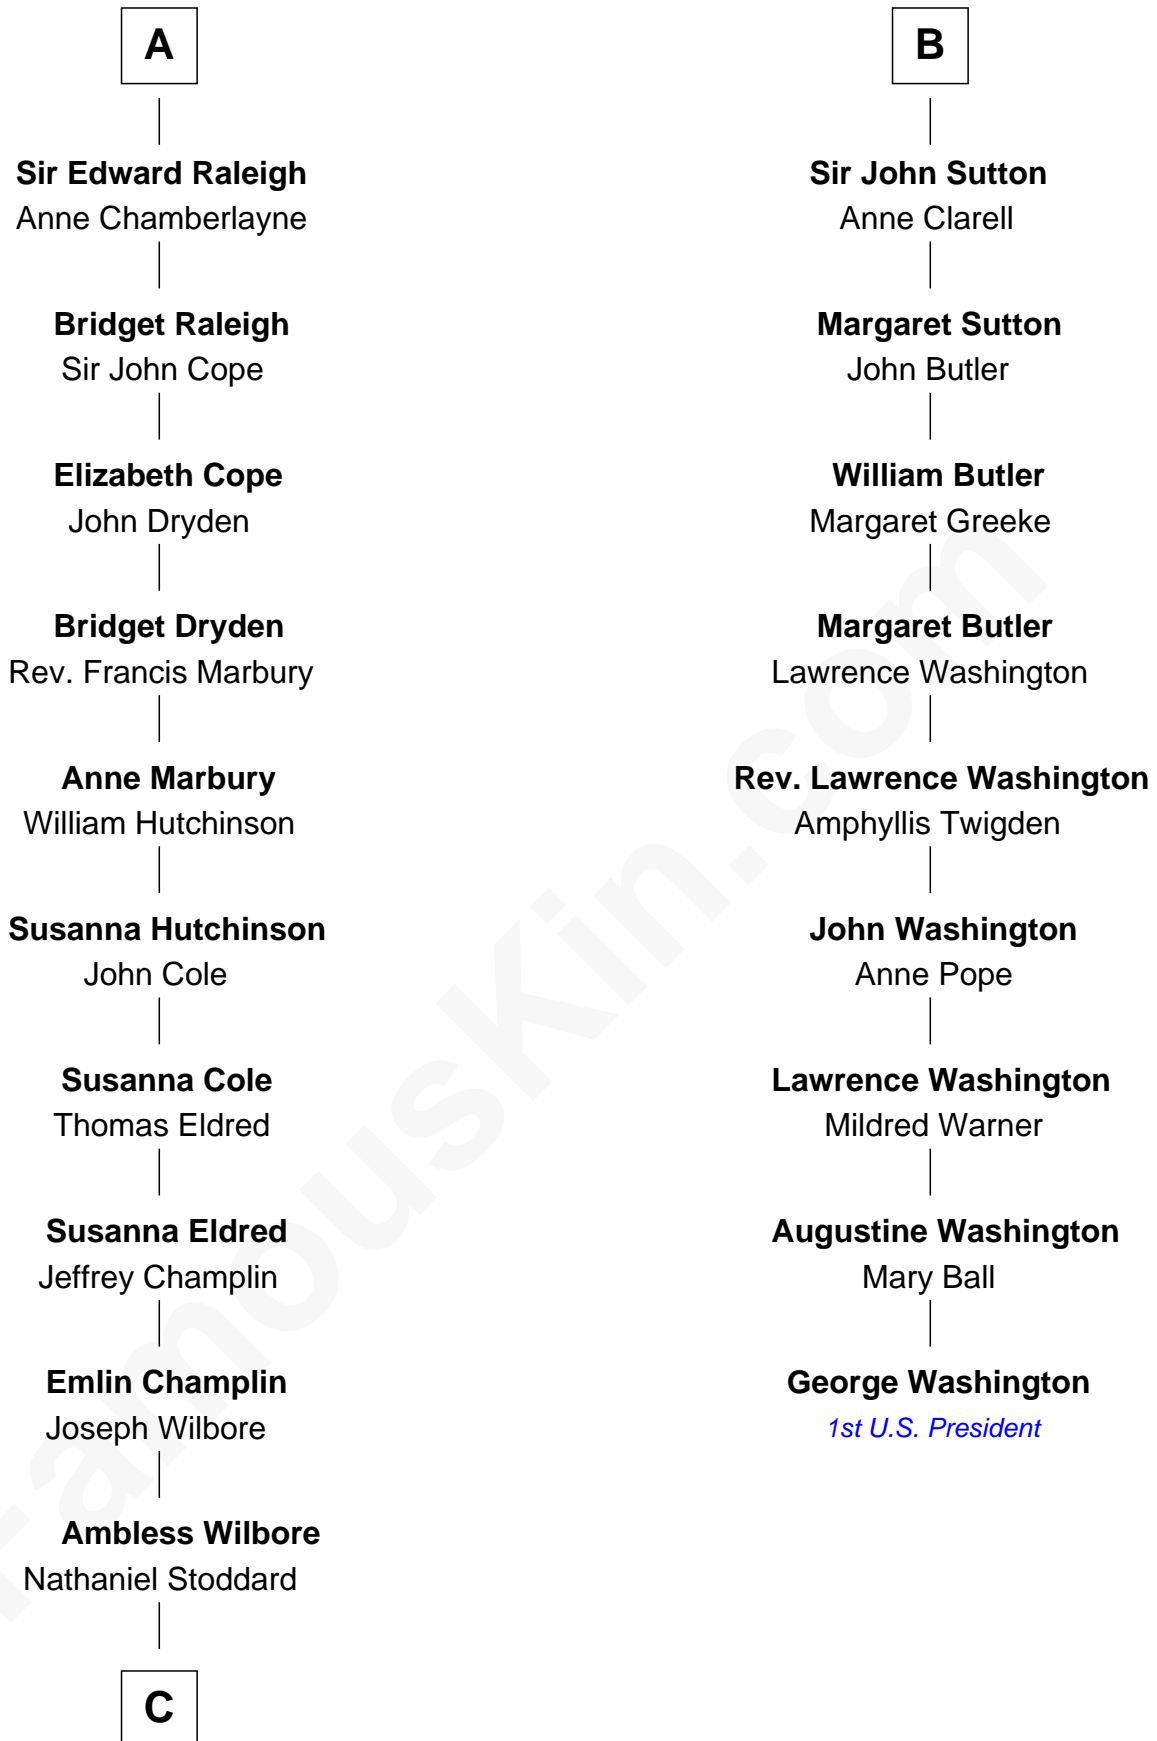 A
Sir Edward Raleigh
Anne Chamberlayne
Bridget Raleigh
Sir John Cope
Elizabeth Cope
John Dryden
Bridget Dryden
Rev. Francis Marbury
Anne Marbury
William Hutchinson
Susanna Hutchinson
John Cole
Susanna Cole
Thomas Eldred
Susanna Eldred
Jeffrey Champlin
Emlin Champlin
Joseph Wilbore
Ambless Wilbore
Nathaniel Stoddard
C
B
Sir John Sutton
Anne Clarell
Margaret Sutton
John Butler
William Butler
Margaret Greeke
Margaret Butler
Lawrence Washington
Rev. Lawrence Washington
Amphyllis Twigden
John Washington
Anne Pope
Lawrence Washington
Mildred Warner
Augustine Washington
Mary Ball
George Washington
1st U.S. President
FamousKin.com